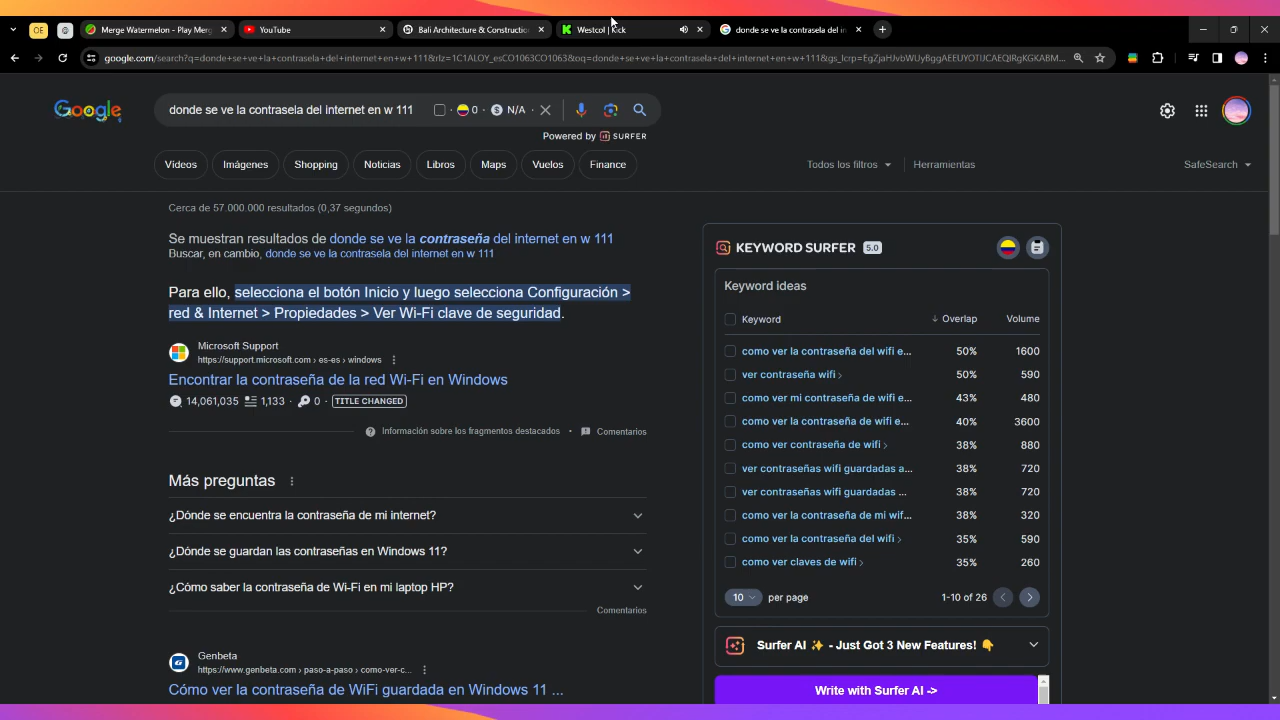 OE
@
Merge Watermelon - Play Merg
YouTube
Bali Architecture & Constructio
Westcol | Kick
donde se ve la contrasela del in
google.com/search?q=donde+se+ve+la+contrasela+del+internet+en+w+111&rlz=1C1ALOY_esCO1063CO1063&oq=donde+se+ve+la+contrasela+del+internet+en+w+111&gs_lcrp=EgZjaHJvbWUyBggAEEUYOTIJCAEQIRgKGKABM
Google
donde se ve la contrasela del internet en w 111
0 ·
N/A ·
Powered by
SURFER
Vídeos
Imágenes
Shopping
Noticias
Libros
Maps
Vuelos
Finance
Todos los filtros
Herramientas
SafeSearch
Cerca de 57.000.000 resultados (0,37 segundos)
Se muestran resultados de donde se ve la contraseña del internet en w 111
Buscar, en cambio, donde se ve la contrasela del internet en w 111
Para ello, selecciona el botón Inicio y luego selecciona Configuración >
red & Internet > Propiedades > Ver Wi-Fi clave de seguridad.
Microsoft Support
https://support.microsoft.com › es-es › windows
Encontrar la contraseña de la red Wi-Fi en Windows
14,061,035
1,133 ·
0 ·
TITLE CHANGED
Información sobre los fragmentos destacados
•
Comentarios
Más preguntas
¿Dónde se encuentra la contraseña de mi internet?
¿Dónde se guardan las contraseñas en Windows 11?
¿Cómo saber la contraseña de Wi-Fi en mi laptop HP?
Comentarios
Genbeta
https://www.genbeta.com › paso-a-paso › como-ver-c...
Cómo ver la contraseña de WiFi guardada en Windows 11 ...
KEYWORD SURFER 5.0
Keyword ideas
Keyword
↓ Overlap
Volume
como ver la contraseña del wifi e... 50% 1600
ver contraseña wifi › 50% 590
como ver mi contraseña de wifi e... 43% 480
como ver la contraseña de wifi e... 40% 3600
como ver contraseña de wifi › 38% 880
ver contraseñas wifi guardadas a... 38% 720
ver contraseñas wifi guardadas ... 38% 720
como ver la contraseña de mi wif... 38% 320
como ver la contraseña del wifi › 35% 590
como ver claves de wifi › 35% 260
10
per page
1-10 of 26
Surfer AI ✨ - Just Got 3 New Features! 👇
Write with Surfer AI ->